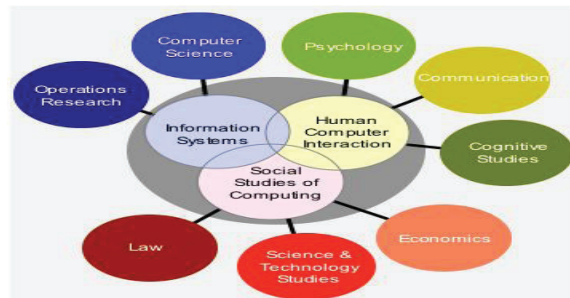 Computer
Science
Psychology
Operations
Research
Communication
Information
Systems
Human
Computer
Interaction
Cognitive
Studies
Social
Studies of
Computing
Law
Science &
Technology
Studies
Economics